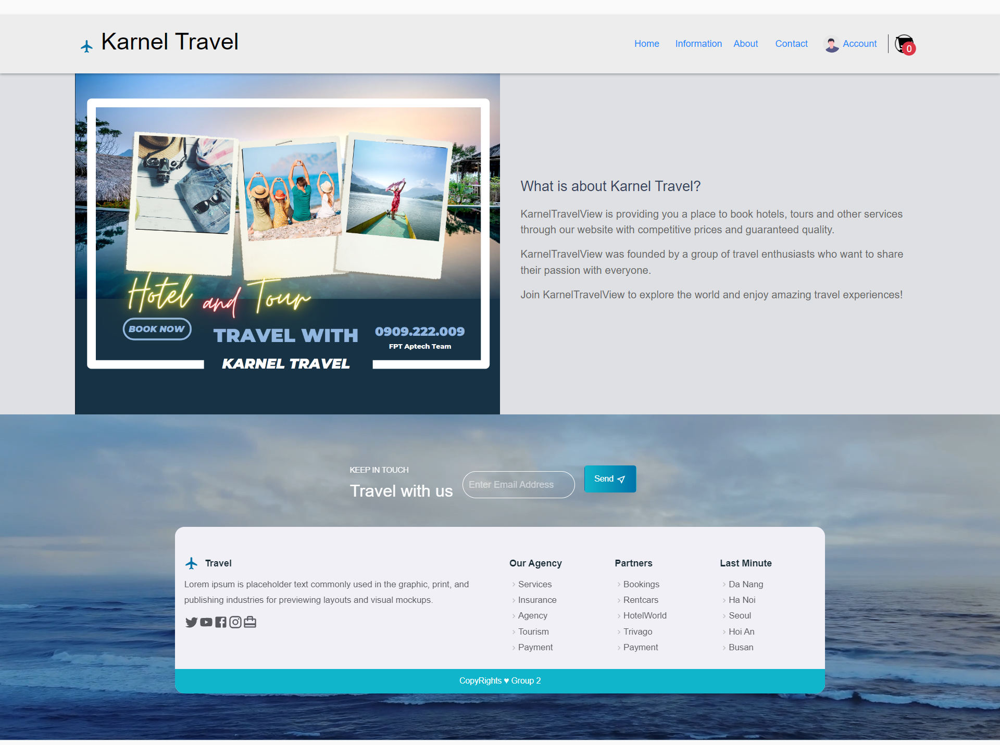 Karnel Travel
Home
Information
About
Contact
Account
0
Hotel and Tour
BOOK NOW
TRAVEL WITH
0909.222.009
FPT Aptech Team
KARNEL TRAVEL
What is about Karnel Travel?
KarnelTravelView is providing you a place to book hotels, tours and other services
through our website with competitive prices and guaranteed quality.
KarnelTravelView was founded by a group of travel enthusiasts who want to share
their passion with everyone.
Join KarnelTravelView to explore the world and enjoy amazing travel experiences!
KEEP IN TOUCH
Travel with us
Enter Email Address
Send
Travel
Lorem ipsum is placeholder text commonly used in the graphic, print, and
publishing industries for previewing layouts and visual mockups.
Our Agency
Services
Insurance
Agency
Tourism
Payment
Partners
Bookings
Rentcars
HotelWorld
Trivago
Payment
Last Minute
Da Nang
Ha Noi
Seoul
Hoi An
Busan
CopyRights ♥ Group 2